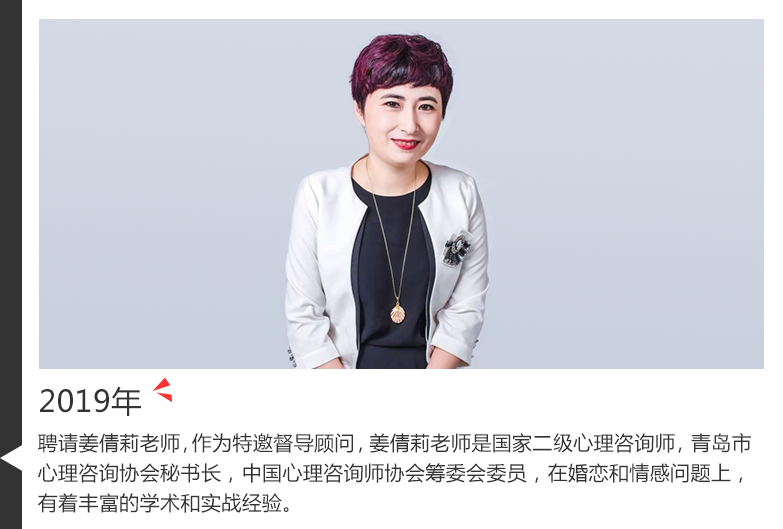 2019年
聘请姜倩莉老师,作为特邀督导顾问,姜倩莉老师是国家二级心理咨询师,青岛市
心理咨询协会秘书长，中国心理咨询师协会筹委会委员，在婚恋和情感问题上，
有着丰富的学术和实战经验。